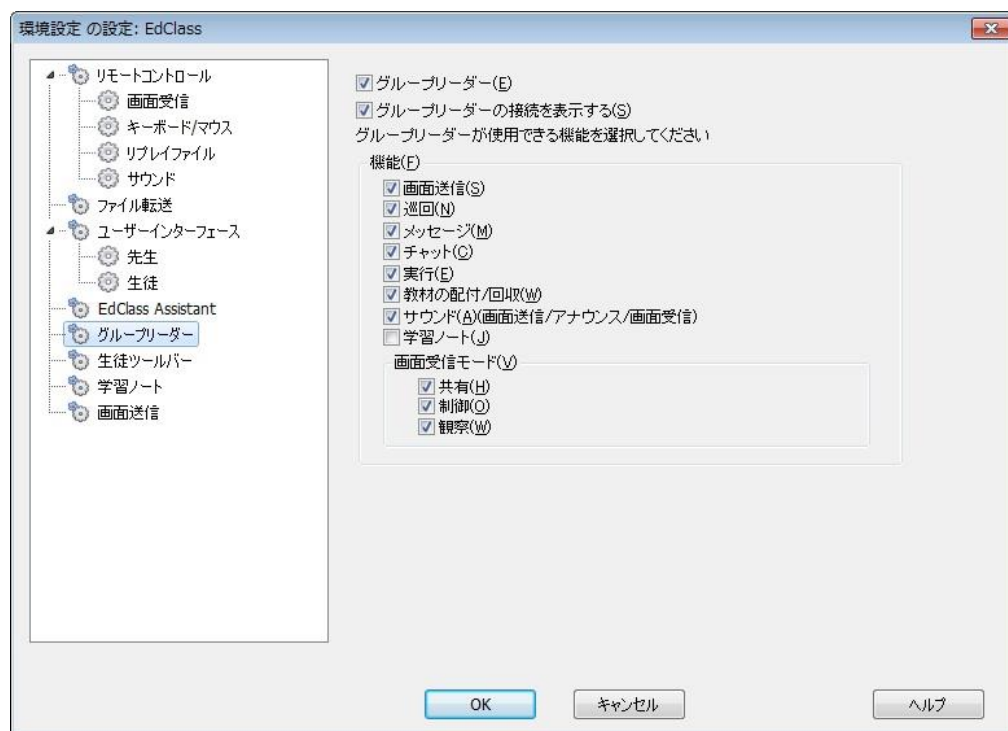 環境設定 の設定: EdClass
リモートコントロール
画面受信
キーボード/マウス
リプレイファイル
サウンド
ファイル転送
ユーザーインターフェース
先生
生徒
EdClass Assistant
グループリーダー
生徒ツールバー
学習ノート
画面送信
グループリーダー(E)
グループリーダーの接続を表示する(S)
グループリーダーが使用できる機能を選択してください
機能(F)
画面送信(S)
巡回(N)
メッセージ(M)
チャット(C)
実行(E)
教材の配付/回収(W)
サウンド(A)(画面送信/アナウンス/画面受信)
学習ノート(J)
画面受信モード(V)
共有(H)
制御(O)
観察(W)
OK
キャンセル
ヘルプ